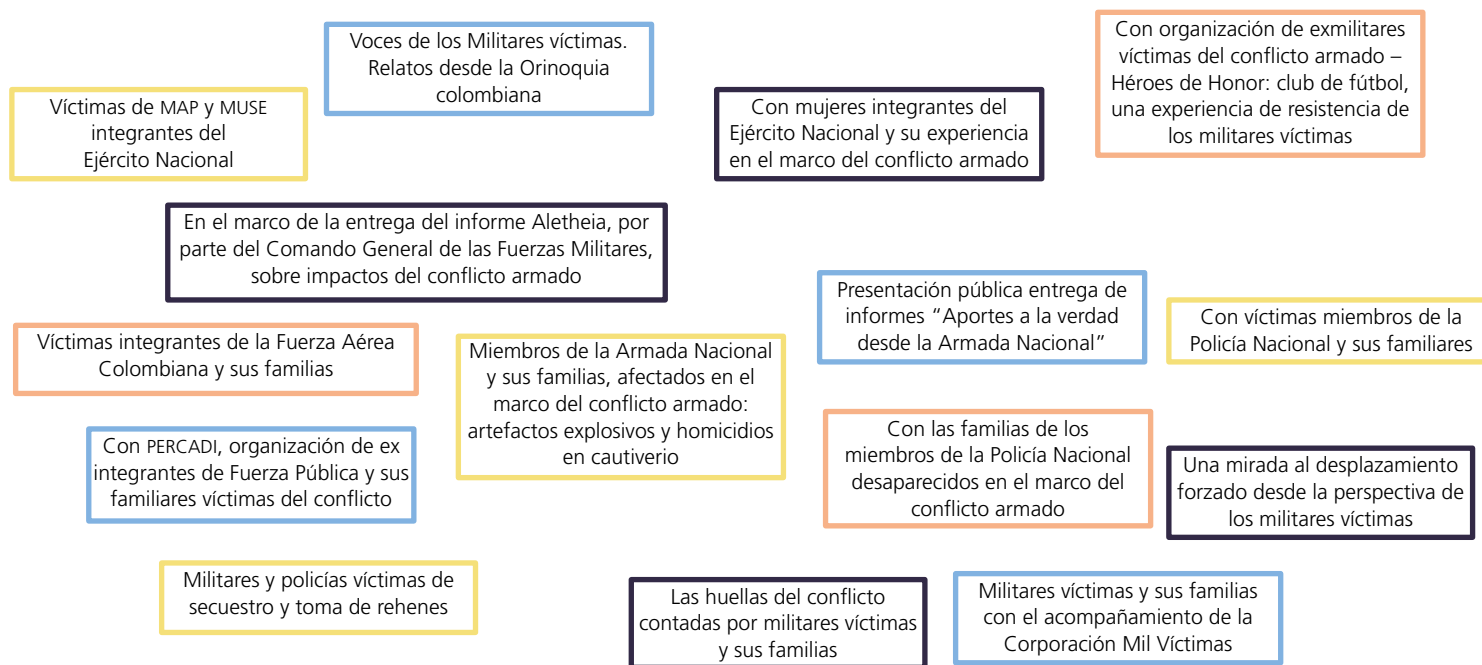 Voces de los Militares víctimas.
Relatos desde la Orinoquia
colombiana
Con organización de exmilitares
víctimas del conflicto armado –
Héroes de Honor: club de fútbol,
una experiencia de resistencia de
los militares víctimas
Víctimas de MAP y MUSE
integrantes del
Ejército Nacional
Con mujeres integrantes del
Ejército Nacional y su experiencia
en el marco del conflicto armado
En el marco de la entrega del informe Aletheia, por
parte del Comando General de las Fuerzas Militares,
sobre impactos del conflicto armado
Presentación pública entrega de
informes “Aportes a la verdad
desde la Armada Nacional”
Con víctimas miembros de la
Policía Nacional y sus familiares
Víctimas integrantes de la Fuerza Aérea
Colombiana y sus familias
Miembros de la Armada Nacional
y sus familias, afectados en el
marco del conflicto armado:
artefactos explosivos y homicidios
en cautiverio
Con las familias de los
miembros de la Policía Nacional
desaparecidos en el marco del
conflicto armado
Con PERCADI, organización de ex
integrantes de Fuerza Pública y sus
familiares víctimas del conflicto
Una mirada al desplazamiento
forzado desde la perspectiva de
los militares víctimas
Militares y policías víctimas de
secuestro y toma de rehenes
Las huellas del conflicto
contadas por militares víctimas
y sus familias
Militares víctimas y sus familias
con el acompañamiento de la
Corporación Mil Víctimas